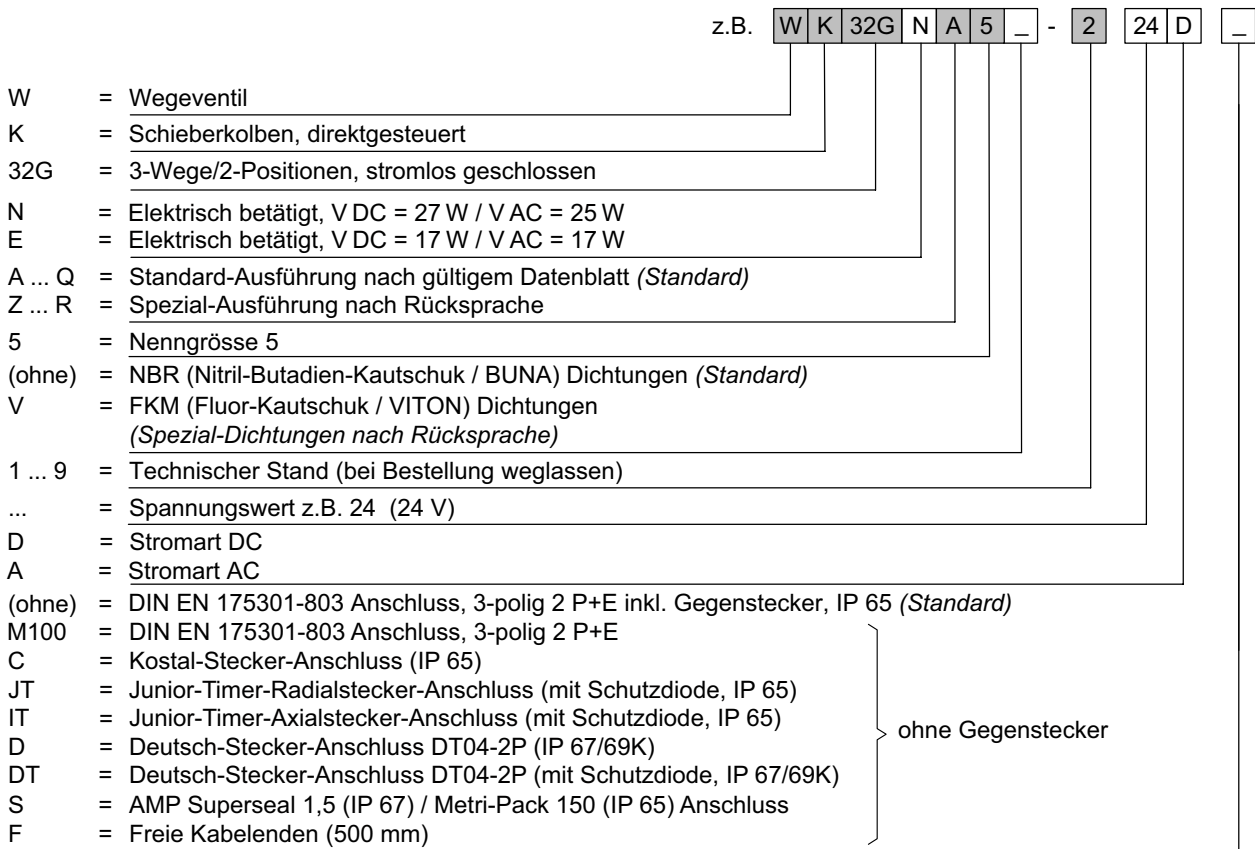 z.B. W K 32G N A 5 _ - 2 24 D _
W = Wegeventil
K = Schieberkolben, direktgesteuert
32G = 3-Wege/2-Positionen, stromlos geschlossen
N = Elektrisch betätigt, V DC = 27 W / V AC = 25 W
E = Elektrisch betätigt, V DC = 17 W / V AC = 17 W
A ... Q = Standard-Ausführung nach gültigem Datenblatt (Standard)
Z ... R = Spezial-Ausführung nach Rücksprache
5 = Nenngrösse 5
(ohne) = NBR (Nitril-Butadien-Kautschuk / BUNA) Dichtungen (Standard)
V = FKM (Fluor-Kautschuk / VITON) Dichtungen
(Spezial-Dichtungen nach Rücksprache)
1 ... 9 = Technischer Stand (bei Bestellung weglassen)
... = Spannungswert z.B. 24 (24 V)
D = Stromart DC
A = Stromart AC
(ohne) = DIN EN 175301-803 Anschluss, 3-polig 2 P+E inkl. Gegenstecker, IP 65 (Standard)
M100 = DIN EN 175301-803 Anschluss, 3-polig 2 P+E
C = Kostal-Stecker-Anschluss (IP 65)
JT = Junior-Timer-Radialstecker-Anschluss (mit Schutzdiode, IP 65)
IT = Junior-Timer-Axialstecker-Anschluss (mit Schutzdiode, IP 65)
D = Deutsch-Stecker-Anschluss DT04-2P (IP 67/69K)
DT = Deutsch-Stecker-Anschluss DT04-2P (mit Schutzdiode, IP 67/69K)
S = AMP Superseal 1,5 (IP 67) / Metri-Pack 150 (IP 65) Anschluss
F = Freie Kabelenden (500 mm)
ohne Gegenstecker